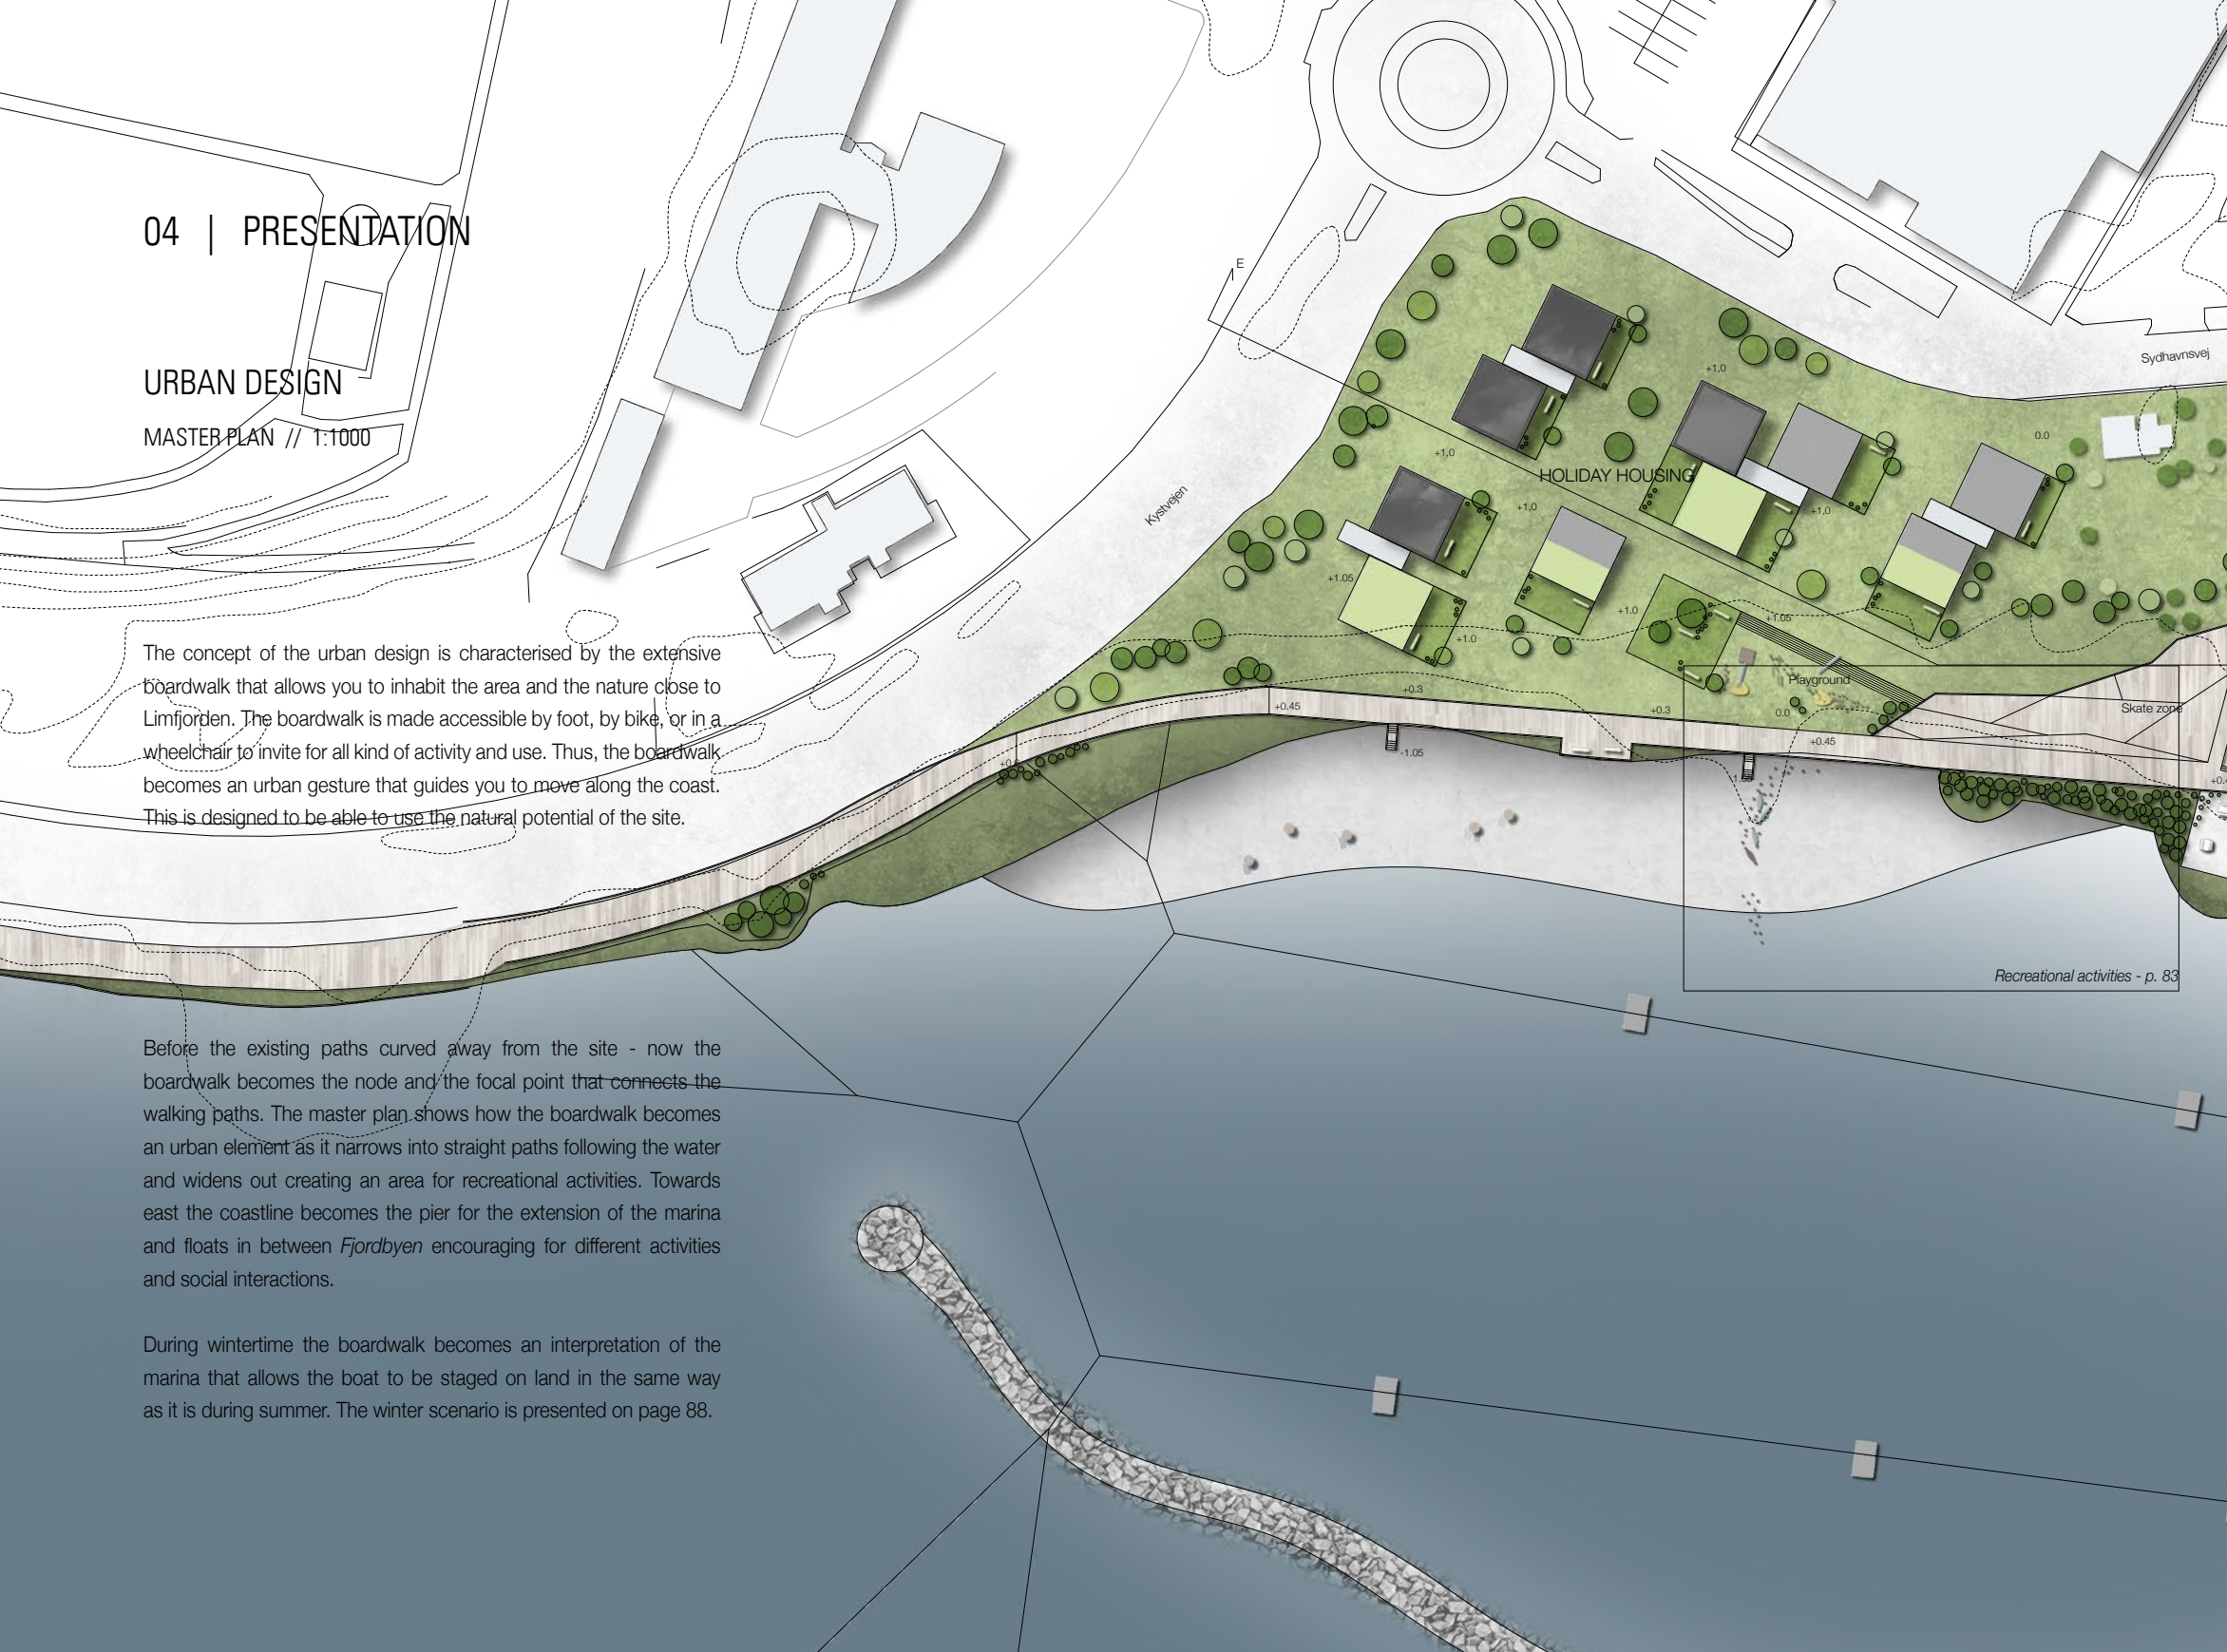 04 | PRESENTATION
URBAN DESIGN
MASTER PLAN // 1:1000
The concept of the urban design is characterised by the extensive
boardwalk that allows you to inhabit the area and the nature close to
Limfjorden. The boardwalk is made accessible by foot, by bike, or in a
wheelchair to invite for all kind of activity and use. Thus, the boardwalk
becomes an urban gesture that guides you to move along the coast.
This is designed to be able to use the natural potential of the site.
Before the existing paths curved away from the site - now the
boardwalk becomes the node and the focal point that connects the
walking paths. The master plan shows how the boardwalk becomes
an urban element as it narrows into straight paths following the water
and widens out creating an area for recreational activities. Towards
east the coastline becomes the pier for the extension of the marina
and floats in between Fjordbyen encouraging for different activities
and social interactions.
During wintertime the boardwalk becomes an interpretation of the
marina that allows the boat to be staged on land in the same way
as it is during summer. The winter scenario is presented on page 88.
E
Sydhavnsvej
+1,0
0.0
+1,0
HOLIDAY HOUSING
Kystvejen
+1,0
+1,0
+1.05
+1.0
+1.05
+1.0
Playground
+0.3
+0.45
+0.3
0.0
Skate zone
+0.45
-1.05
Recreational activities - p. 83